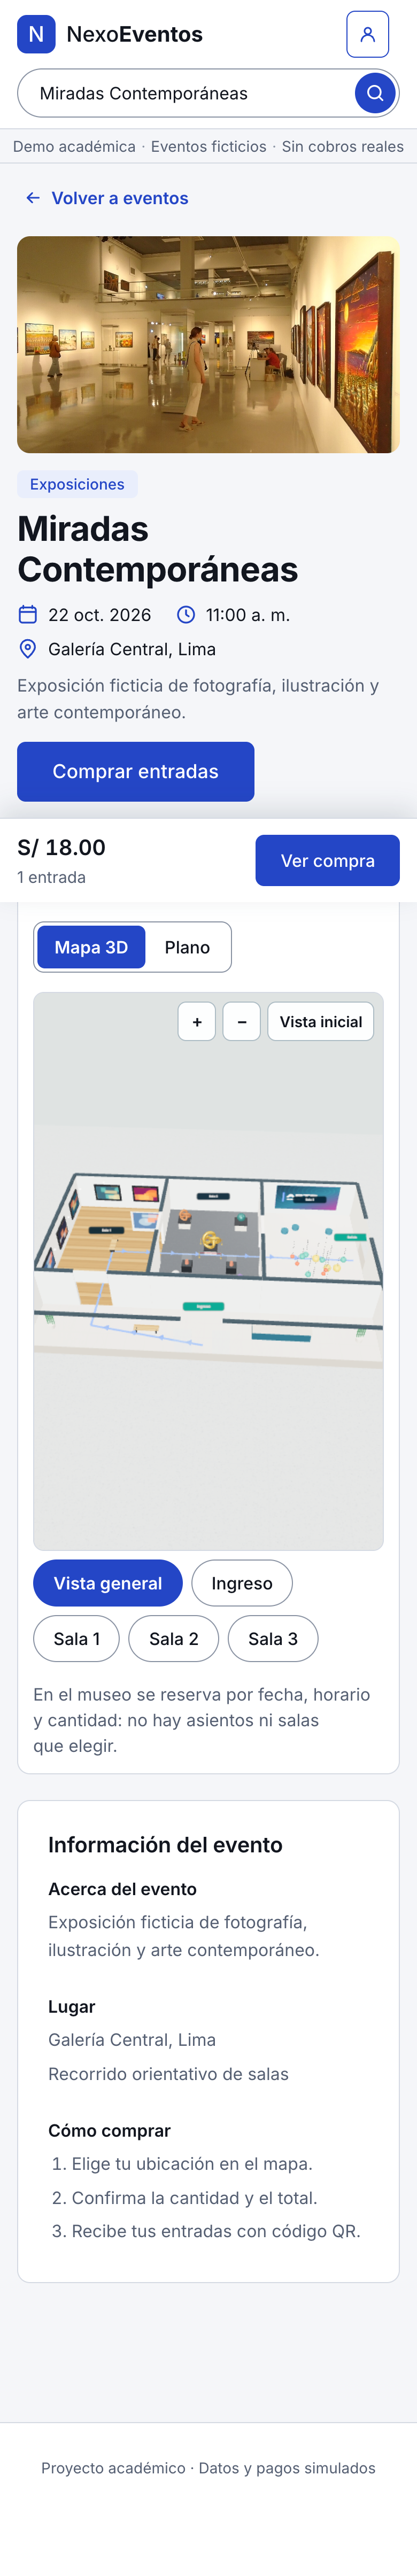 N NexoEventos
Miradas Contemporáneas
Demo académica · Eventos ficticios · Sin cobros reales
← Volver a eventos
Exposiciones
Miradas
Contemporáneas
22 oct. 2026 11:00 a. m.
Galería Central, Lima
Exposición ficticia de fotografía, ilustración y
arte contemporáneo.
Comprar entradas
S/ 18.00
1 entrada
Ver compra
Mapa 3D Plano
+ − Vista inicial
Ingreso
Vista general Ingreso
Sala 1 Sala 2 Sala 3
En el museo se reserva por fecha, horario
y cantidad: no hay asientos ni salas
que elegir.
Información del evento
Acerca del evento
Exposición ficticia de fotografía,
ilustración y arte contemporáneo.
Lugar
Galería Central, Lima
Recorrido orientativo de salas
Cómo comprar
1. Elige tu ubicación en el mapa.
2. Confirma la cantidad y el total.
3. Recibe tus entradas con código QR.
Proyecto académico · Datos y pagos simulados